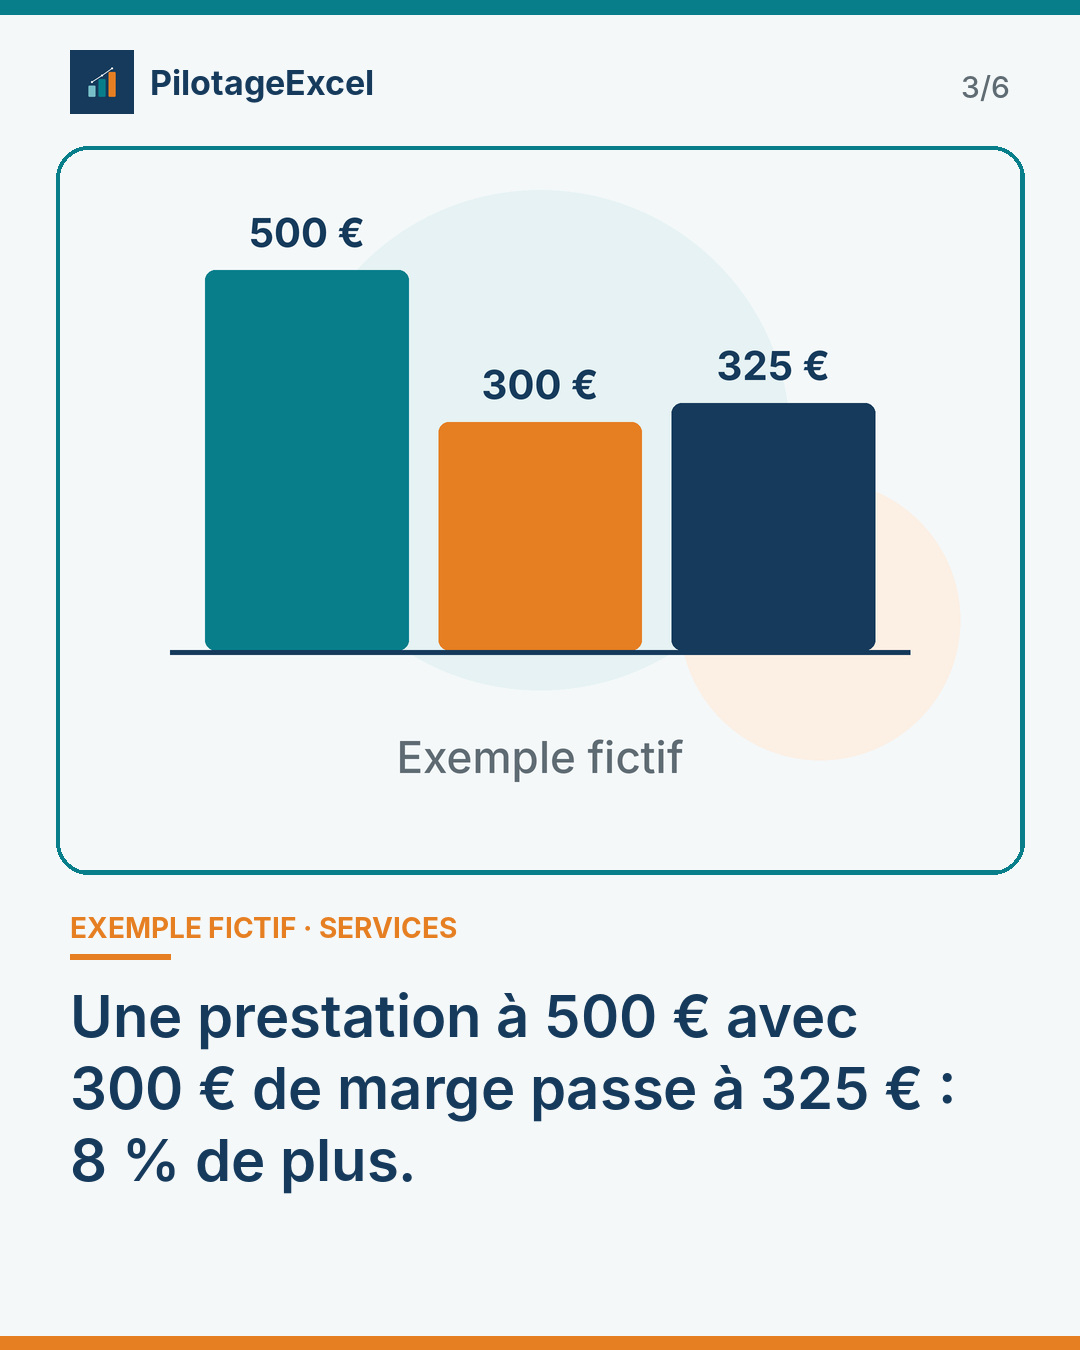 PilotageExcel
3/6
500 €
300 €
325 €
Exemple fictif
EXEMPLE FICTIF · SERVICES
Une prestation à 500 € avec
300 € de marge passe à 325 € :
8 % de plus.